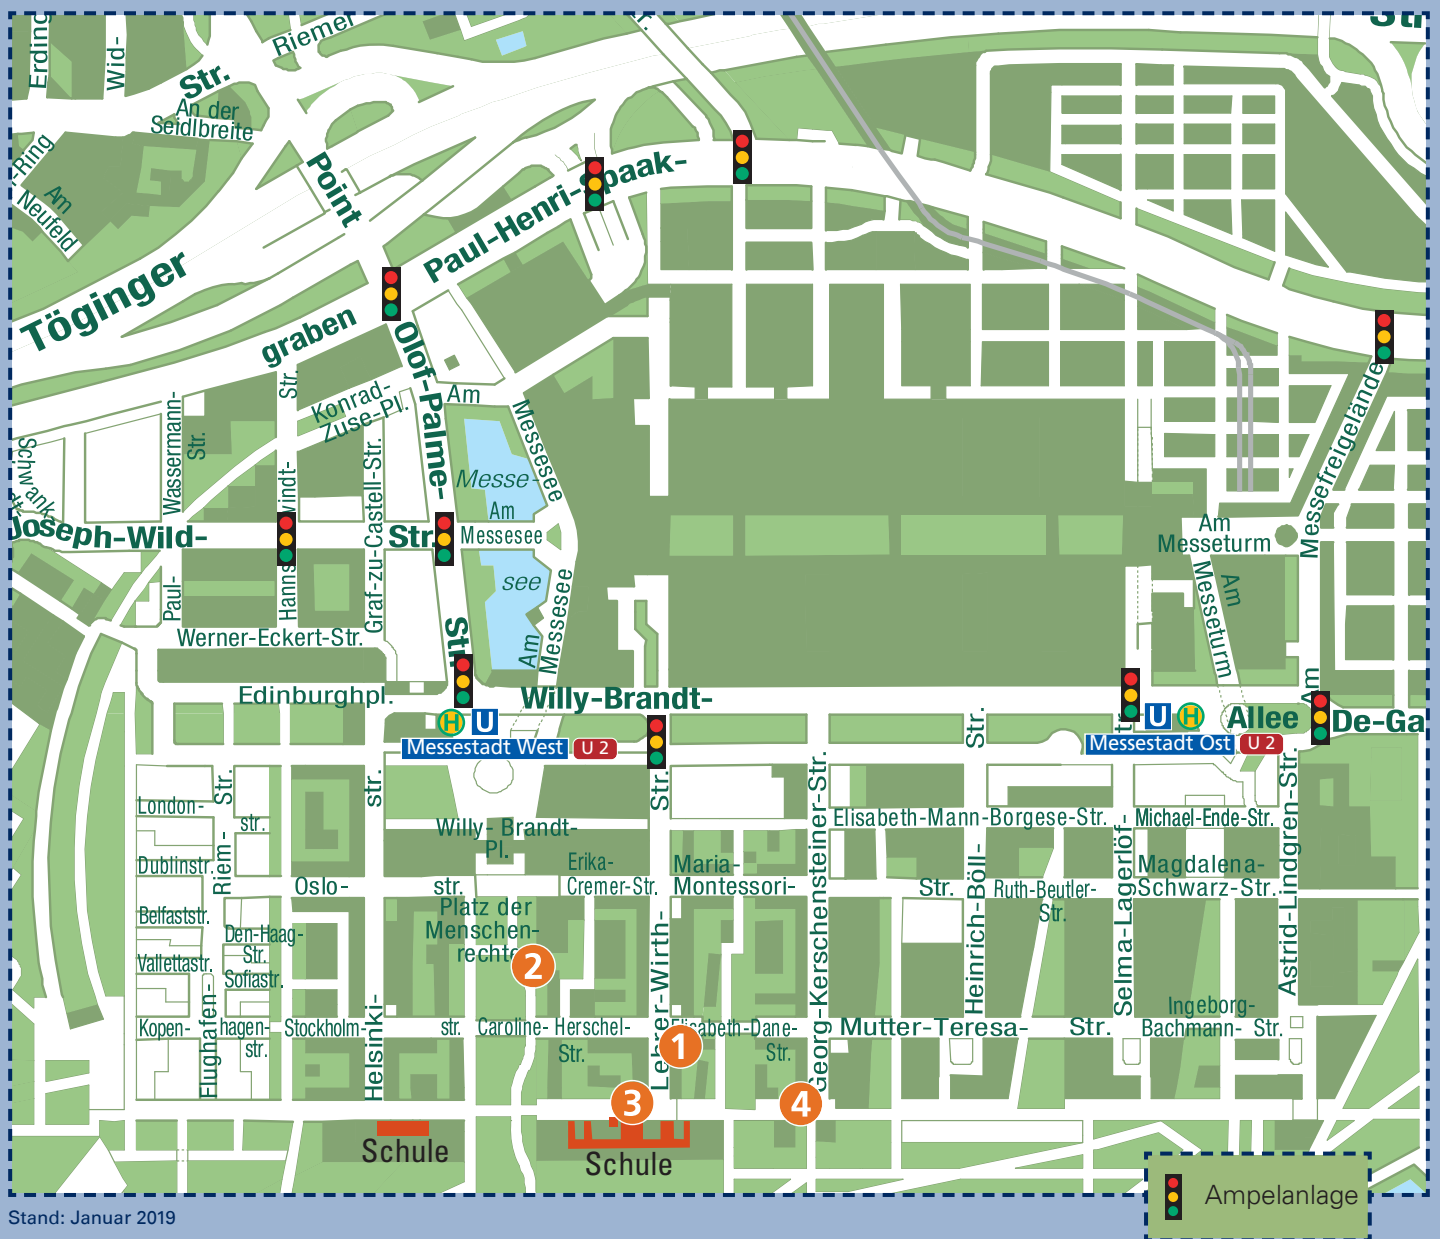 Erding
Wid-
Str.
Riemer
Str.
An der
Seidlbreite
-Ring
Am
Neufeld
Point
Töginger
graben
Paul-Henri-Spaak-
Olof-Palme-
Str.
Str.
Konrad-
Zuse-Pl.
Am
Messesee
Messe-
see
Am
Messesee
Am
Messesee
Wassermann-
Str.
Paul-
Hanns
windt-
Str.
Graf-zu-Castell-Str.
Schwank
Joseph-Wild-
Str.
Werner-Eckert-Str.
Edinburghpl.
Willy-Brandt-
Allee
De-Ga
H
U
Messestadt West
U 2
U
H
Messestadt Ost
U 2
Am
Messeturm
Am
Messeturm
Am
Messefreigelände
London-
str.
Dublinstr.
Riem-
Str.
Belfaststr.
Den-Haag-
Str.
Vallettastr.
Sofiastr.
Kopen-
hagen-
str.
Flughafen-
Stockholm-
str.
Helsinki-
str.
Oslo-
str.
Willy-Brandt-
Pl.
Platz der
Menschen-
rechte
Erika-
Cremer-Str.
Maria-
Montessori-
Str.
Lehrer-Wirth-
Str.
Caroline-Herschel-
Str.
Elisabeth-Dane-
Str.
Georg-Kerschensteiner-Str.
Elisabeth-Mann-Borgese-Str.
Michael-Ende-Str.
Heinrich-Böll-
Str.
Ruth-Beutler-
Str.
Magdalena-
Schwarz-Str.
Selma-Lagerlöf-
Astrid-Lindgren-Str.
Mutter-Teresa-
Str.
Ingeborg-
Bachmann-Str.
1
2
3
4
Schule
Schule
Ampelanlage
Stand: Januar 2019